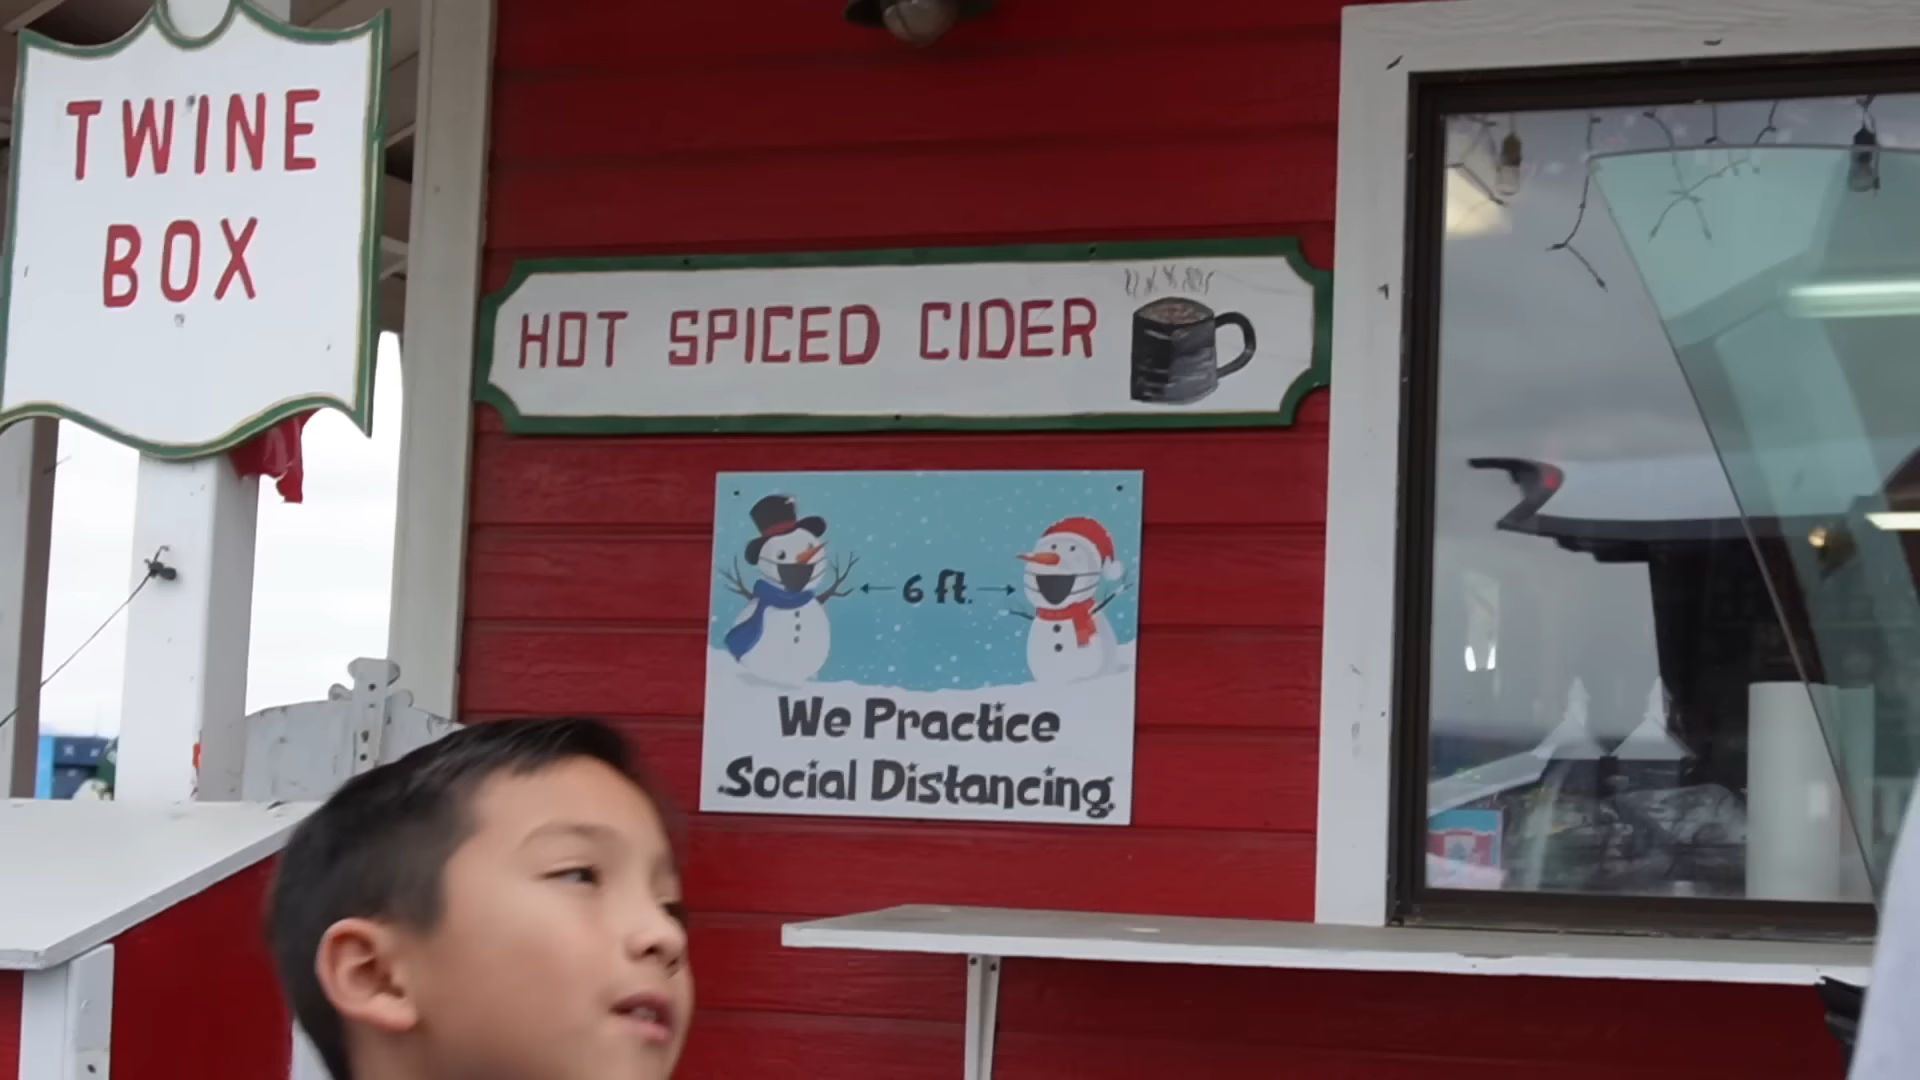 TWINE
BOX
HOT SPICED CIDER
6 ft.
We Practice
Social Distancing